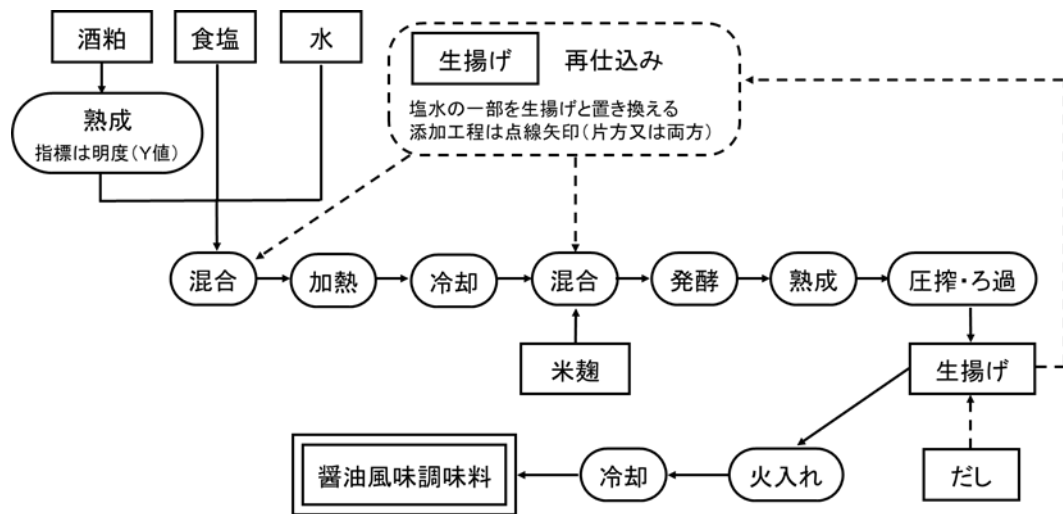 酒粕
食塩
水
生揚げ
再仕込み
塩水の一部を生揚げと置き換える
添加工程は点線矢印(片方又は両方)
熟成
指標は明度(Y値)
混合
加熱
冷却
混合
発酵
熟成
圧搾・ろ過
米麹
生揚げ
醤油風味調味料
冷却
火入れ
だし